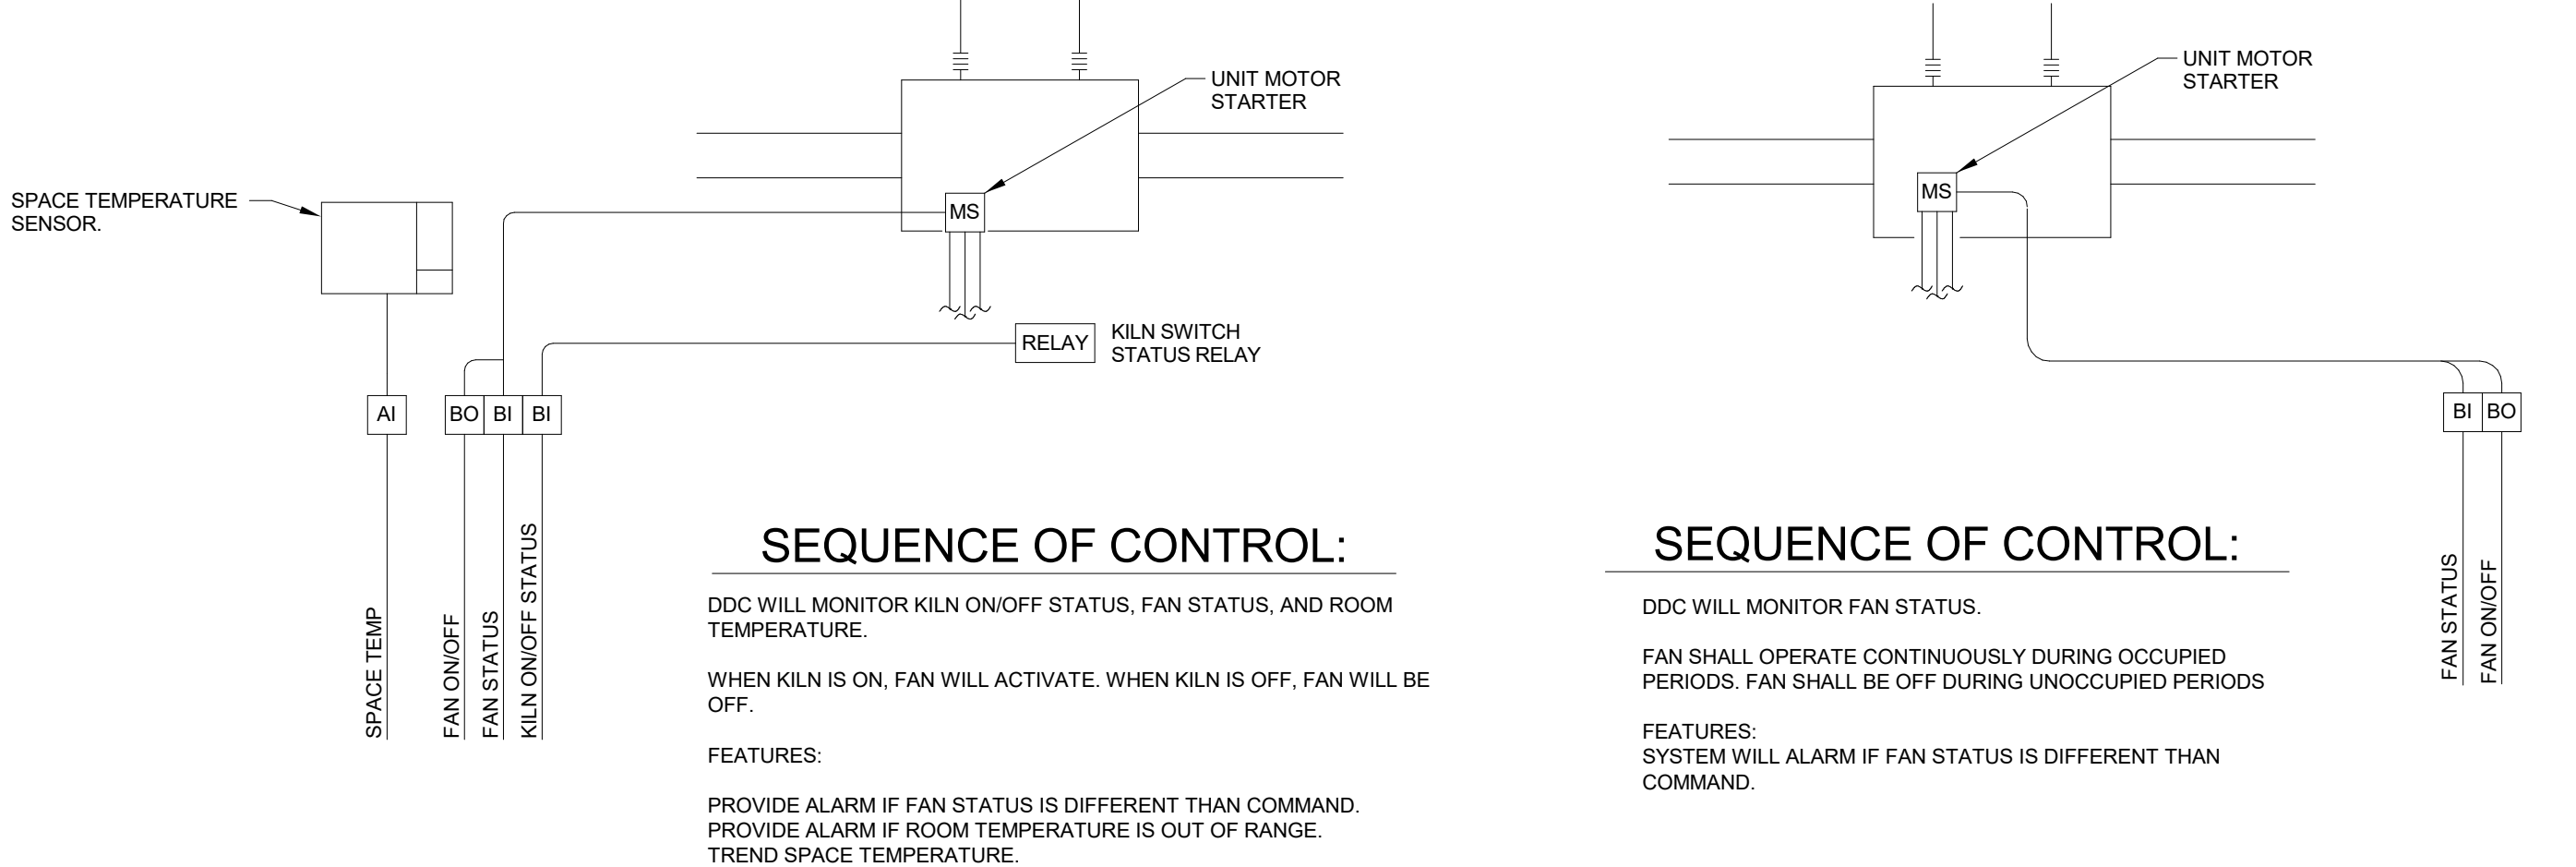 UNIT MOTOR
STARTER
SPACE TEMPERATURE
SENSOR.
MS
RELAY
KILN SWITCH
STATUS RELAY
AI
BO
BI
BI
SPACE TEMP
FAN ON/OFF
FAN STATUS
KILN ON/OFF STATUS
SEQUENCE OF CONTROL:
DDC WILL MONITOR KILN ON/OFF STATUS, FAN STATUS, AND ROOM
TEMPERATURE.
WHEN KILN IS ON, FAN WILL ACTIVATE. WHEN KILN IS OFF, FAN WILL BE
OFF.
FEATURES:
PROVIDE ALARM IF FAN STATUS IS DIFFERENT THAN COMMAND.
PROVIDE ALARM IF ROOM TEMPERATURE IS OUT OF RANGE.
TREND SPACE TEMPERATURE.
UNIT MOTOR
STARTER
MS
BI
BO
FAN STATUS
FAN ON/OFF
SEQUENCE OF CONTROL:
DDC WILL MONITOR FAN STATUS.
FAN SHALL OPERATE CONTINUOUSLY DURING OCCUPIED
PERIODS. FAN SHALL BE OFF DURING UNOCCUPIED PERIODS
FEATURES:
SYSTEM WILL ALARM IF FAN STATUS IS DIFFERENT THAN
COMMAND.